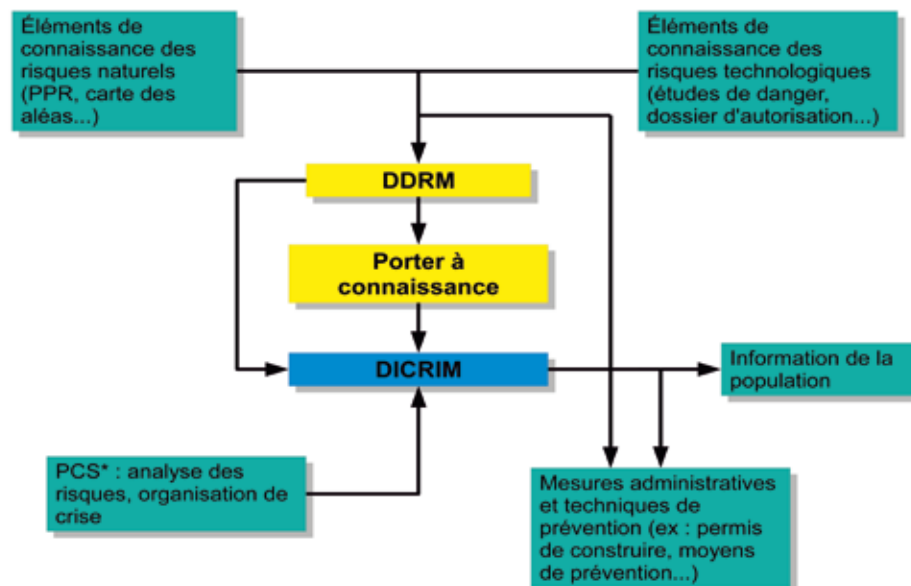 Éléments de
connaissance des
risques naturels
(PPR, carte des
aléas...)
Éléments de
connaissance des
risques technologiques
(études de danger,
dossier d'autorisation...)
DDRM
Porter à
connaissance
DICRIM
Information de la
population
PCS* : analyse des
risques, organisation de
crise
Mesures administratives
et techniques de
prévention (ex : permis
de construire, moyens
de prévention...)